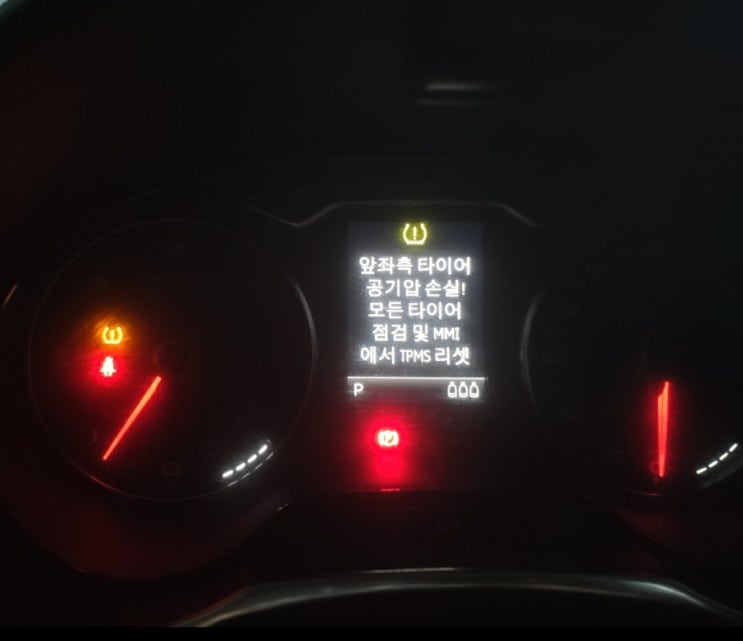 앞좌측 타이어
공기압 손실!
모든 타이어
점검 및 MMI
에서 TPMS 리셋
P